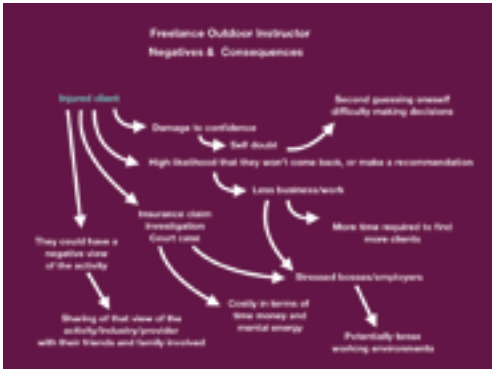 Freelance Outdoor Instructor
Negatives & Consequences
Injured client
Second guessing oneself
difficulty making decisions
Damage to confidence
Self doubt
High likelihood that they won't come back, or make a recommendation
Less business/work
Insurance claim
Investigation
Court case
More time required to find
more clients
They could have a
negative view
of the activity
Stressed bosses/employers
Sharing of that view of the
activity/industry/provider
with their friends and family involved
Costly in terms of
time money and
mental energy
Potentially tense
working environments